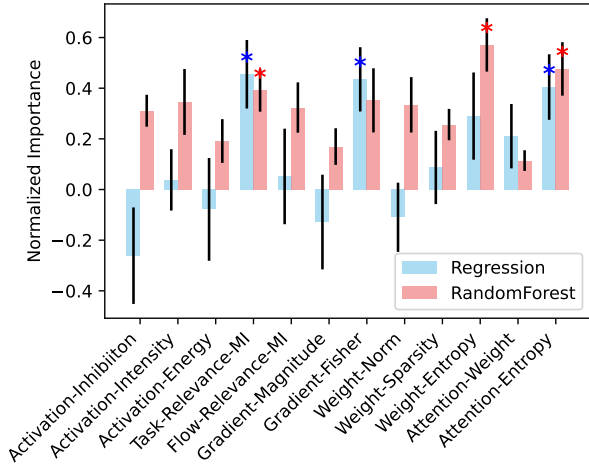 Normalized Importance
0.6
0.4
0.2
0.0
−0.2
−0.4
*
*
*
*
*
*
Regression
RandomForest
Activation-Inhibiiton
Activation-Intensity
Activation-Energy
Task-Relevance-MI
Flow-Relevance-MI
Gradient-Magnitude
Gradient-Fisher
Weight-Norm
Weight-Sparsity
Weight-Entropy
Attention-Weight
Attention-Entropy